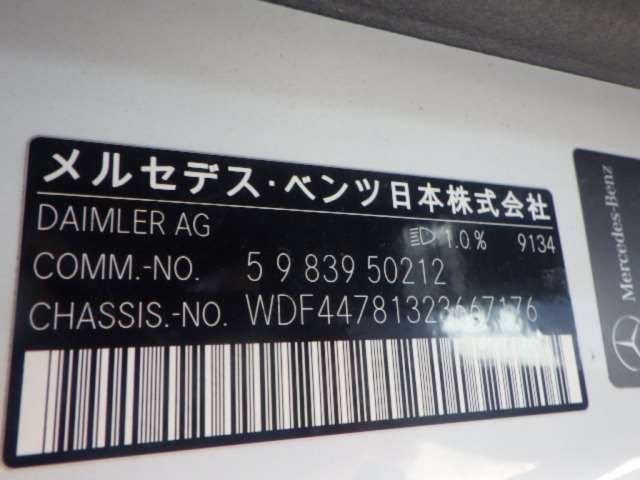 メルセデス・ベンツ日本株式会社
DAIMLER AG 1.0% 9134
COMM.-NO. 5 9 839 50212
CHASSIS.-NO. WDF44781323667176
Mercedes-Benz